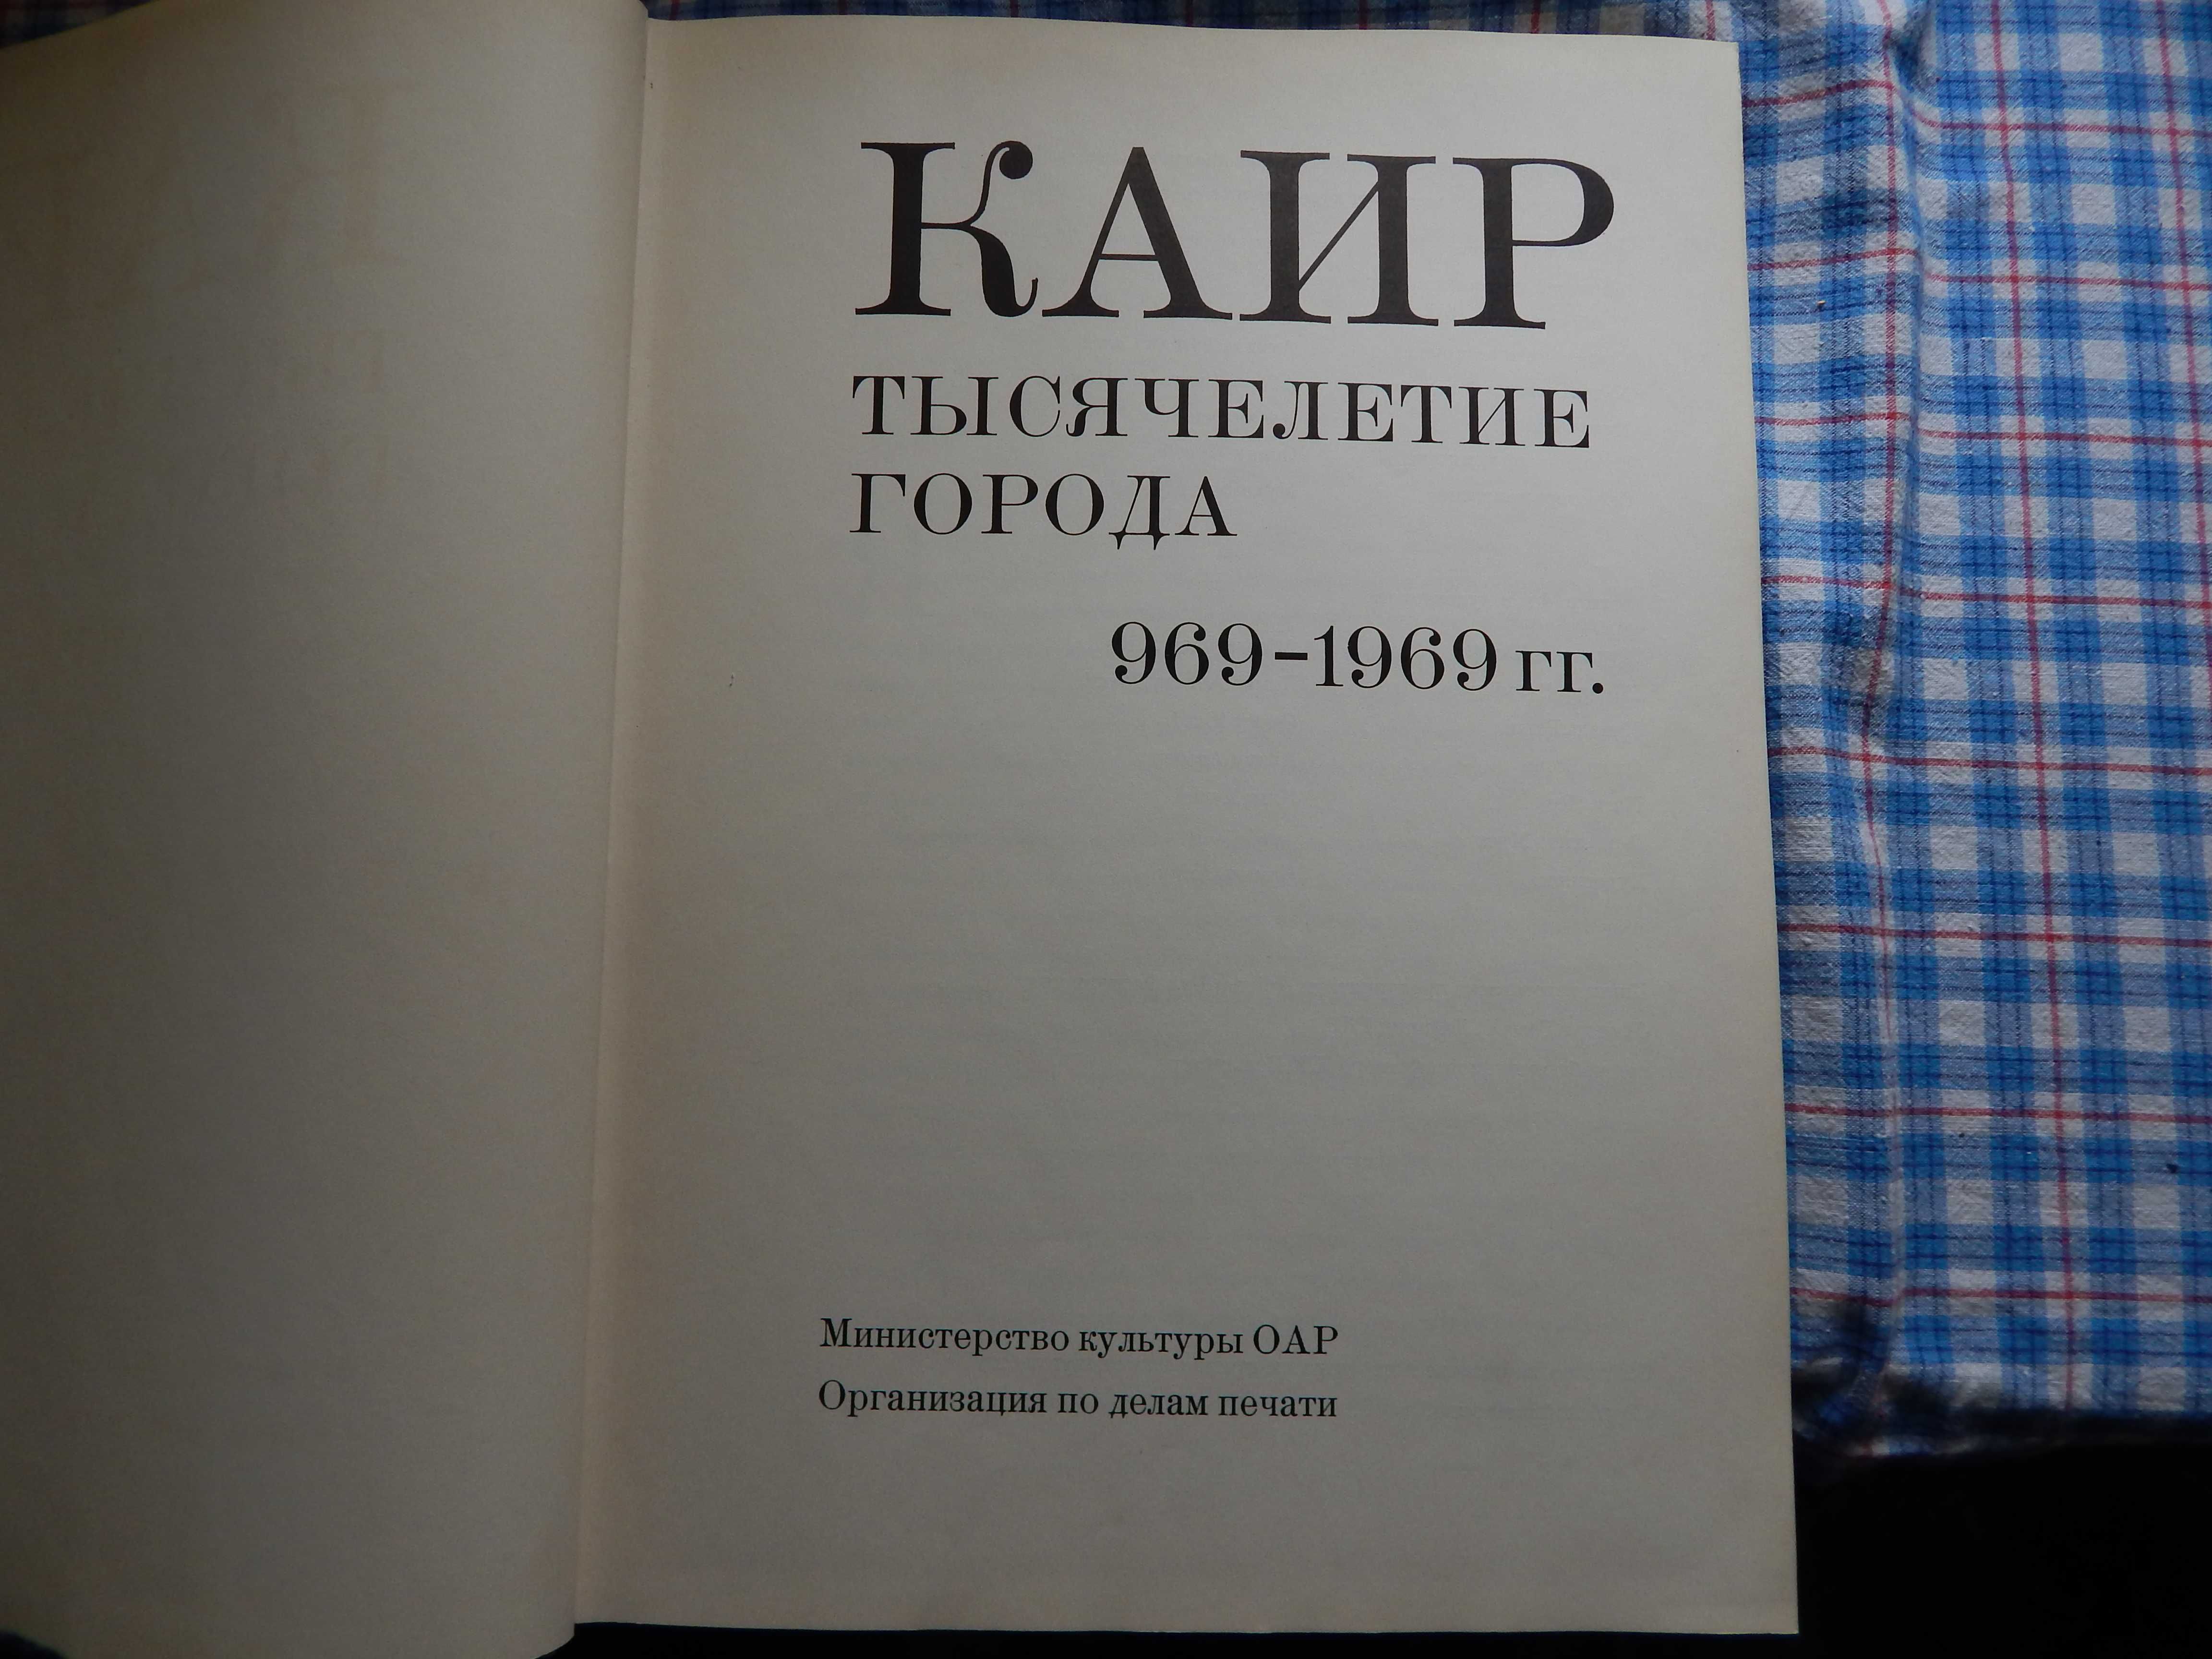 КАИР
ТЫСЯЧЕЛЕТИЕ
ГОРОДА
969-1969 гг.
Министерство культуры ОАР
Организация по делам печати